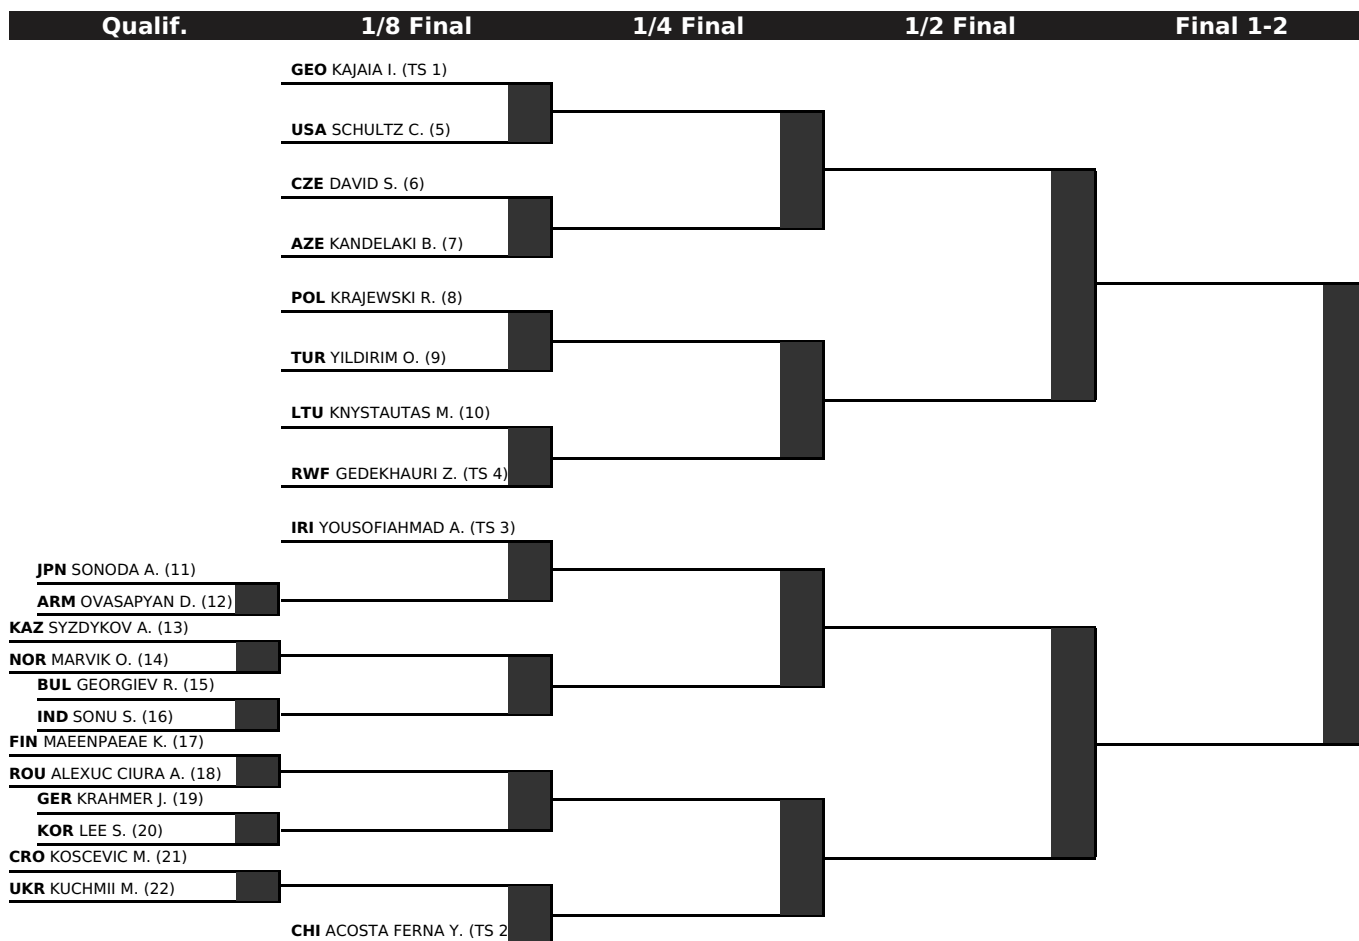 Qualif. 1/8 Final 1/4 Final 1/2 Final Final 1-2
GEO KAJAIA I. (TS 1)
USA SCHULTZ C. (5)
CZE DAVID S. (6)
AZE KANDELAKI B. (7)
POL KRAJEWSKI R. (8)
TUR YILDIRIM O. (9)
LTU KNYSTAUTAS M. (10)
RWF GEDEKHAURI Z. (TS 4)
IRI YOUSOFIAHMAD A. (TS 3)
JPN SONODA A. (11)
ARM OVASAPYAN D. (12)
KAZ SYZDYKOV A. (13)
NOR MARVIK O. (14)
BUL GEORGIEV R. (15)
IND SONU S. (16)
FIN MAEENPAEAE K. (17)
ROU ALEXUC CIURA A. (18)
GER KRAHMER J. (19)
KOR LEE S. (20)
CRO KOSCEVIC M. (21)
UKR KUCHMII M. (22)
CHI ACOSTA FERNA Y. (TS 2